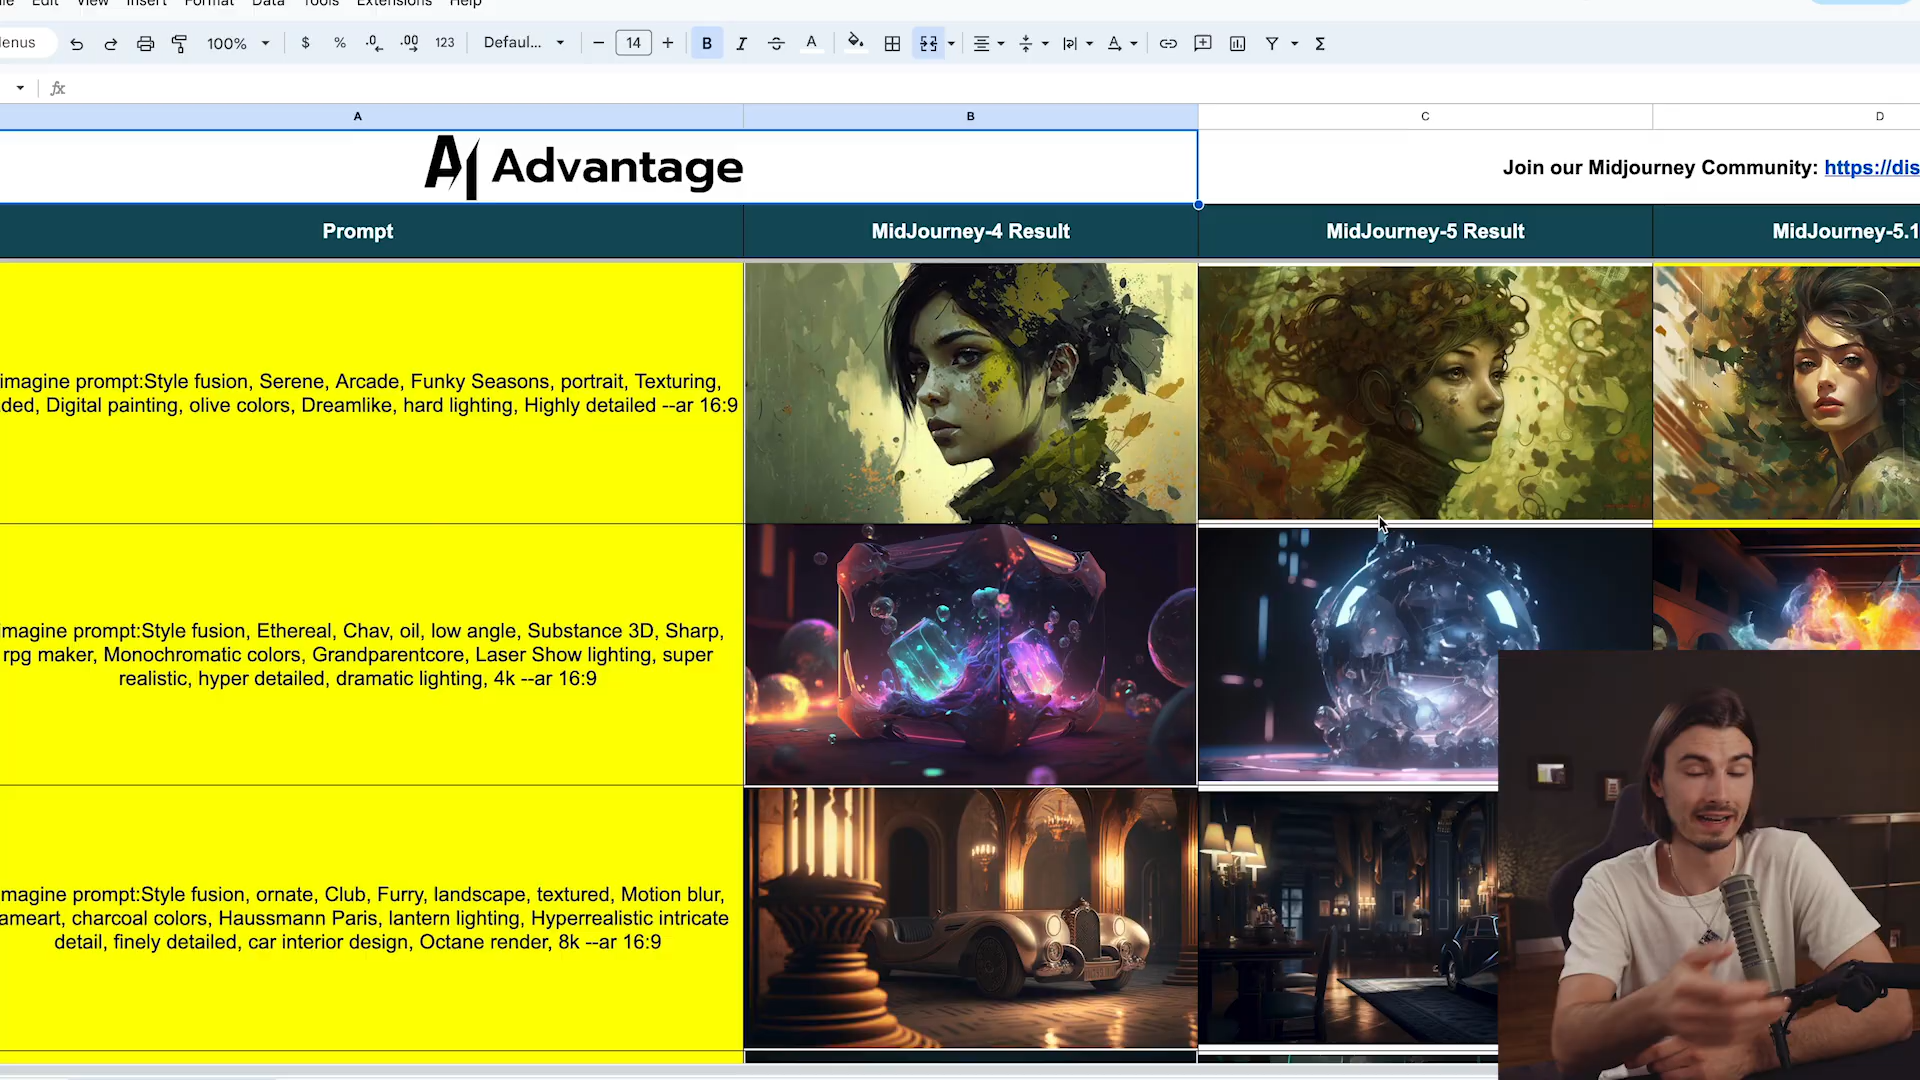 Edit View Insert Format Data Tools Extensions Help
enus 100% $ % .0 .00 123 Defaul... 14 B I A Σ
fx
A B C D
AI Advantage
Join our Midjourney Community: https://dis
Prompt
MidJourney-4 Result
MidJourney-5 Result
MidJourney-5.1
imagine prompt:Style fusion, Serene, Arcade, Funky Seasons, portrait, Texturing,
ded, Digital painting, olive colors, Dreamlike, hard lighting, Highly detailed --ar 16:9
imagine prompt:Style fusion, Ethereal, Chav, oil, low angle, Substance 3D, Sharp,
rpg maker, Monochromatic colors, Grandparentcore, Laser Show lighting, super
realistic, hyper detailed, dramatic lighting, 4k --ar 16:9
magine prompt:Style fusion, ornate, Club, Furry, landscape, textured, Motion blur,
ameart, charcoal colors, Haussmann Paris, lantern lighting, Hyperrealistic intricate
detail, finely detailed, car interior design, Octane render, 8k --ar 16:9